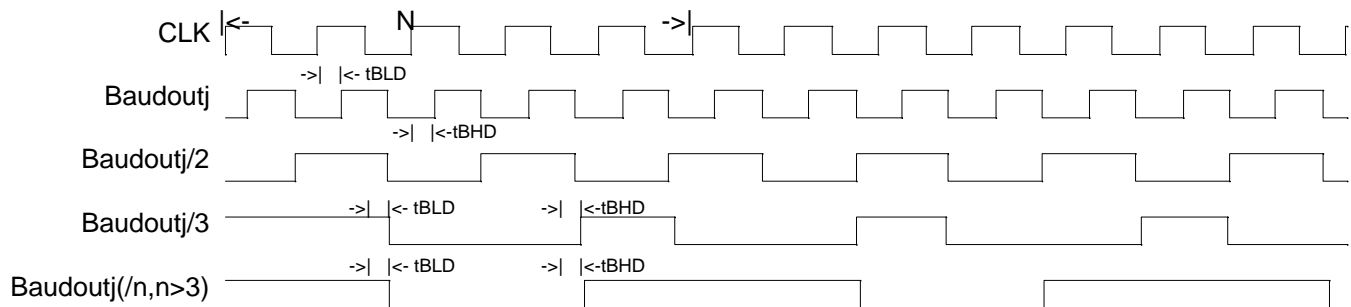 |<- N ->|
CLK
->| |<- tBLD
Baudoutj
->| |<-tBHD
Baudoutj/2
->| |<- tBLD ->| |<-tBHD
Baudoutj/3
->| |<- tBLD ->| |<-tBHD
Baudoutj(/n,n>3)